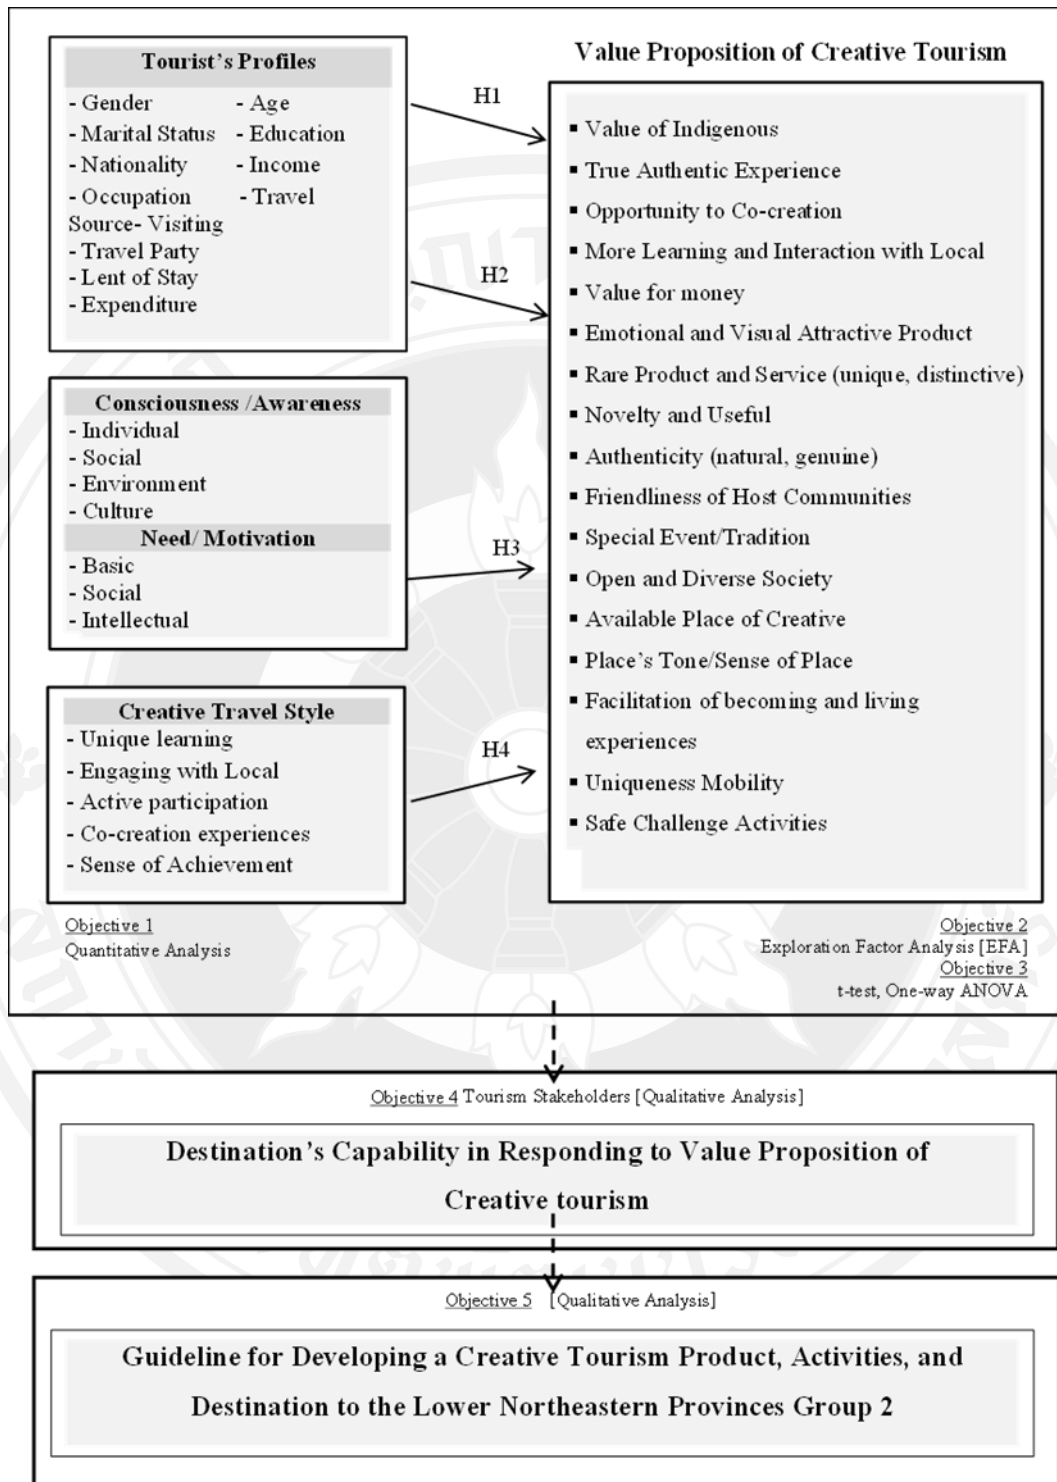 Tourist's Profiles
- Gender - Age
- Marital Status - Education
- Nationality - Income
- Occupation - Travel
Source- Visiting
- Travel Party
- Lent of Stay
- Expenditure
H1
H2
Consciousness /Awareness
- Individual
- Social
- Environment
- Culture
Need/ Motivation
- Basic
- Social
- Intellectual
H3
Creative Travel Style
- Unique learning
- Engaging with Local
- Active participation
- Co-creation experiences
- Sense of Achievement
H4
Objective 1
Quantitative Analysis
Value Proposition of Creative Tourism
▪ Value of Indigenous
▪ True Authentic Experience
▪ Opportunity to Co-creation
▪ More Learning and Interaction with Local
▪ Value for money
▪ Emotional and Visual Attractive Product
▪ Rare Product and Service (unique, distinctive)
▪ Novelty and Useful
▪ Authenticity (natural, genuine)
▪ Friendliness of Host Communities
▪ Special Event/Tradition
▪ Open and Diverse Society
▪ Available Place of Creative
▪ Place's Tone/Sense of Place
▪ Facilitation of becoming and living
experiences
▪ Uniqueness Mobility
▪ Safe Challenge Activities
Objective 2
Exploration Factor Analysis [EFA]
Objective 3
t-test, One-way ANOVA
Objective 4 Tourism Stakeholders [Qualitative Analysis]
Destination's Capability in Responding to Value Proposition of
Creative tourism
Objective 5 [Qualitative Analysis]
Guideline for Developing a Creative Tourism Product, Activities, and
Destination to the Lower Northeastern Provinces Group 2